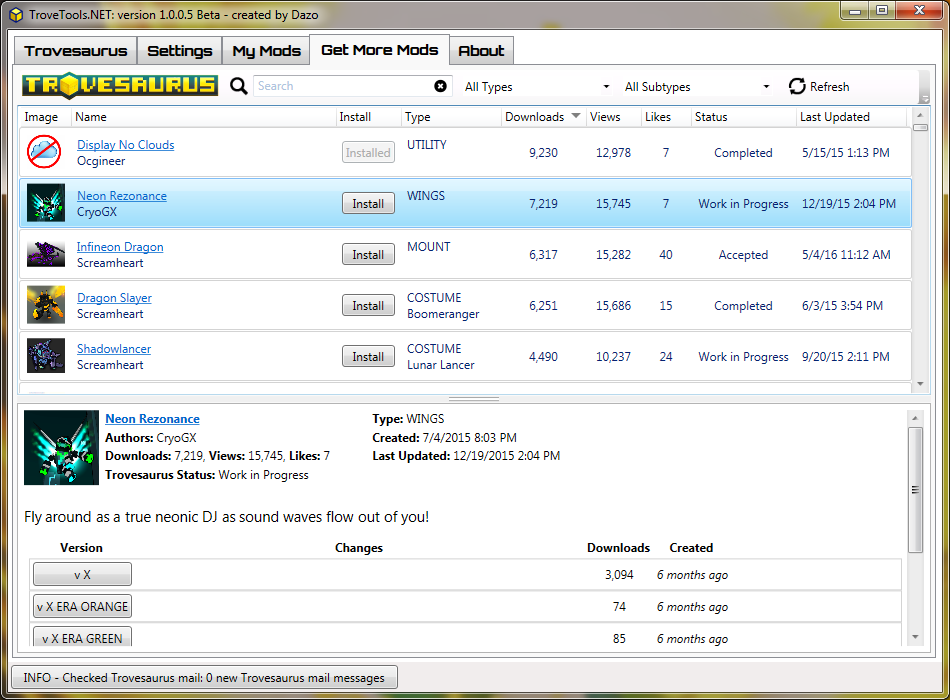 TroveTools.NET: version 1.0.0.5 Beta - created by Dazo
Trovesaurus Settings My Mods Get More Mods About
TROVESAURUS Search All Types All Subtypes Refresh
Image Name Install Type Downloads Views Likes Status Last Updated
Display No Clouds
Ocgineer
Installed
UTILITY
9,230 12,978 7 Completed 5/15/15 1:13 PM
Neon Rezonance
CryoGX
Install
WINGS
7,219 15,745 7 Work in Progress 12/19/15 2:04 PM
Infineon Dragon
Screamheart
Install
MOUNT
6,317 15,282 40 Accepted 5/4/16 11:12 AM
Dragon Slayer
Screamheart
Install
COSTUME
Boomeranger
6,251 15,686 15 Completed 6/3/15 3:54 PM
Shadowlancer
Screamheart
Install
COSTUME
Lunar Lancer
4,490 10,237 24 Work in Progress 9/20/15 2:11 PM
Neon Rezonance
Authors: CryoGX
Downloads: 7,219, Views: 15,745, Likes: 7
Trovesaurus Status: Work in Progress
Type: WINGS
Created: 7/4/2015 8:03 PM
Last Updated: 12/19/2015 2:04 PM
Fly around as a true neonic DJ as sound waves flow out of you!
Version Changes Downloads Created
v X 3,094 6 months ago
v X ERA ORANGE 74 6 months ago
v X ERA GREEN 85 6 months ago
INFO - Checked Trovesaurus mail: 0 new Trovesaurus mail messages